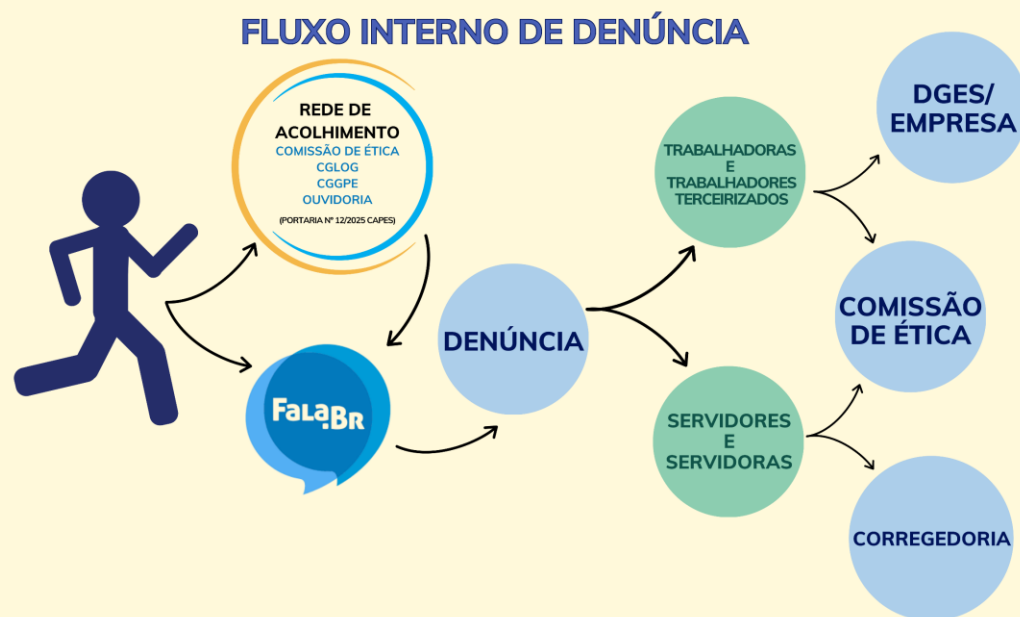 FLUXO INTERNO DE DENÚNCIA
REDE DE
ACOLHIMENTO
COMISSÃO DE ÉTICA
CGLOG
CGGPE
OUVIDORIA
(PORTARIA Nº 12/2025 CAPES)
FALA.BR
DENÚNCIA
TRABALHADORAS
E
TRABALHADORES
TERCEIRIZADOS
SERVIDORES
E
SERVIDORAS
DGES/
EMPRESA
COMISSÃO
DE ÉTICA
CORREGEDORIA